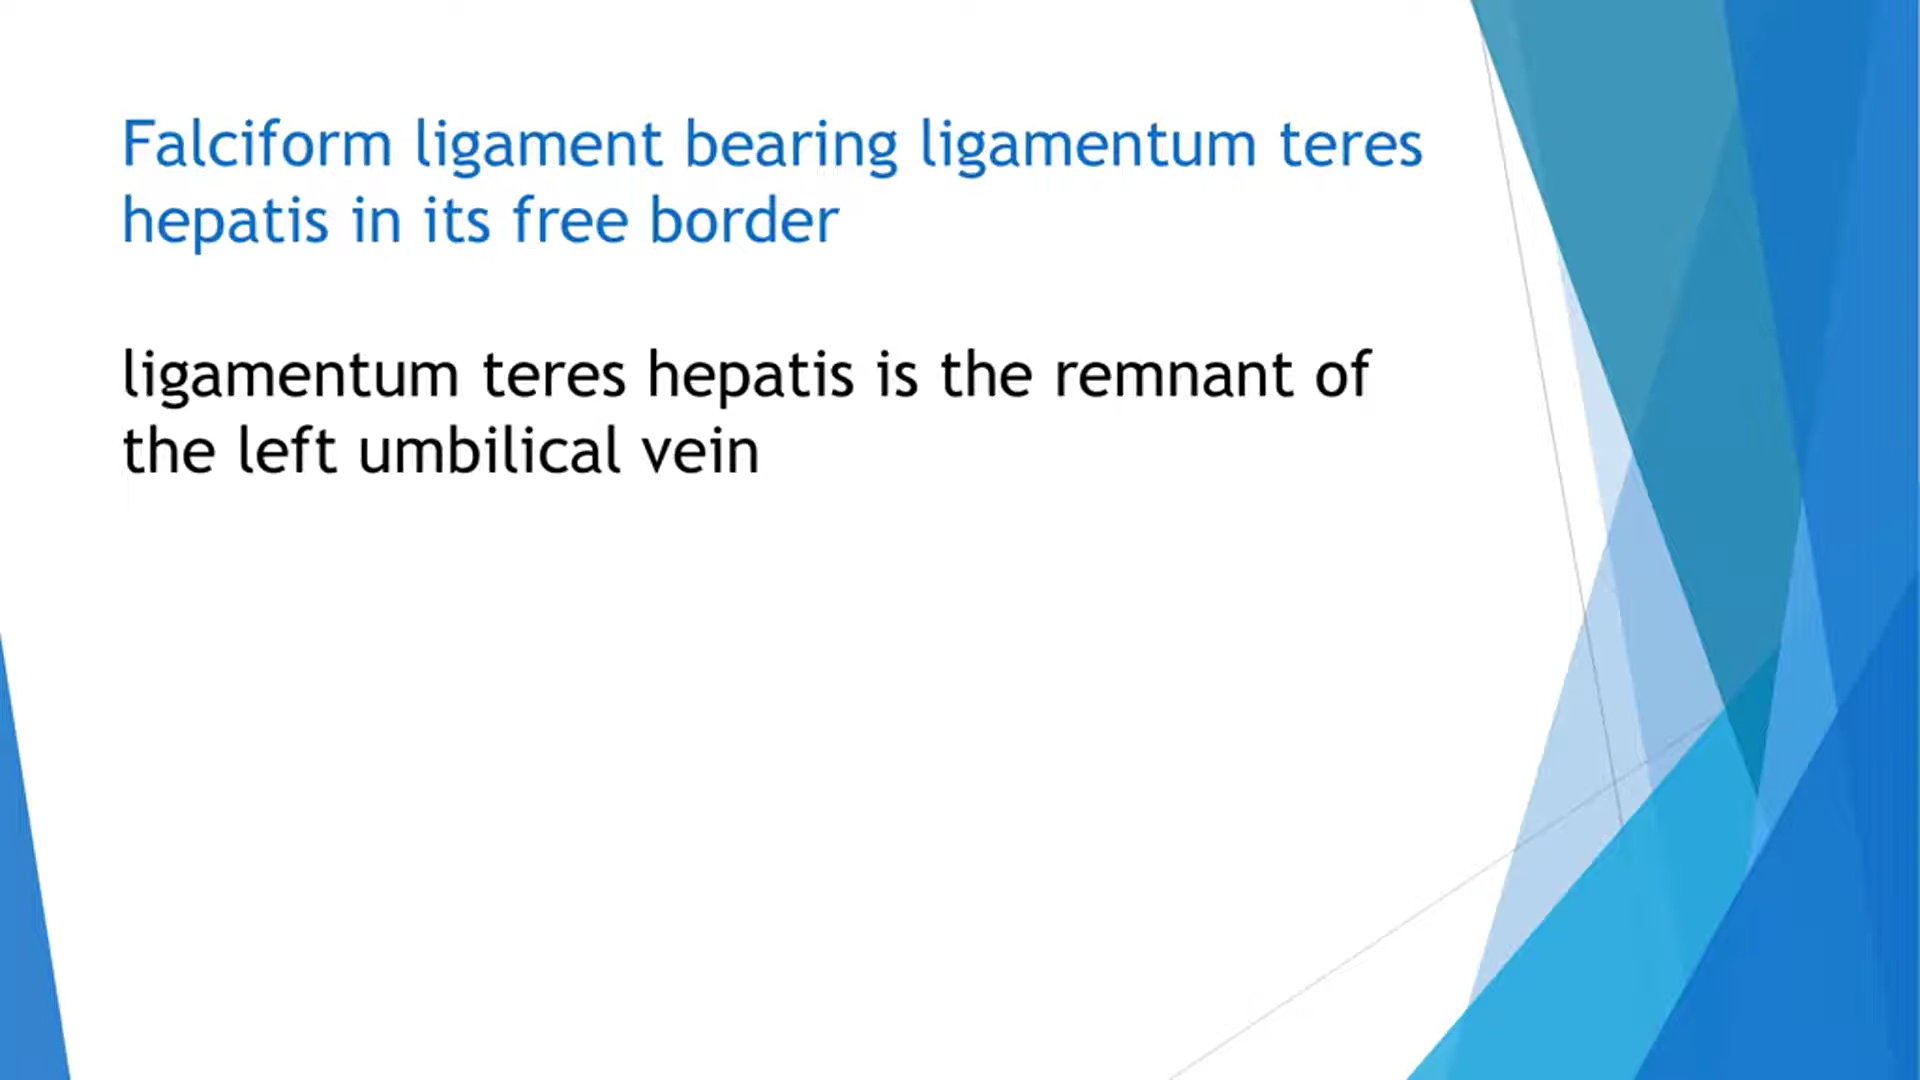 Falciform ligament bearing ligamentum teres
hepatis in its free border
ligamentum teres hepatis is the remnant of
the left umbilical vein